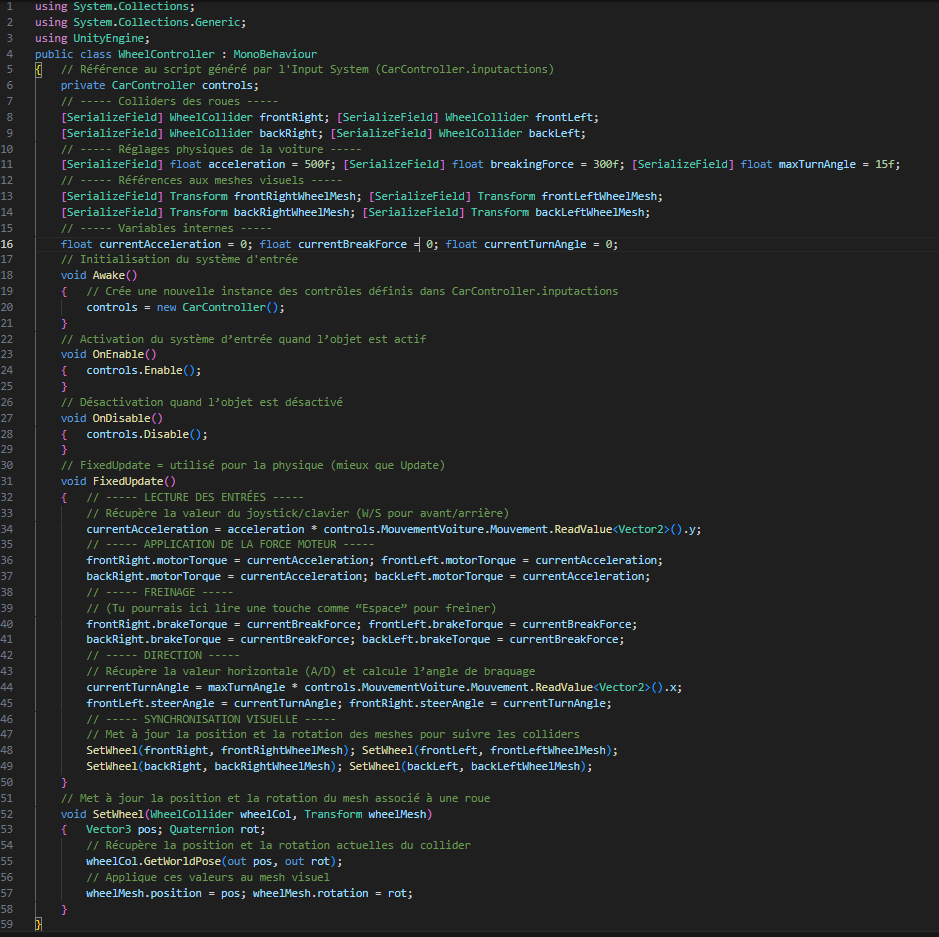 1 using System.Collections;
2 using System.Collections.Generic;
3 using UnityEngine;
4 public class WheelController : MonoBehaviour
5 {   // Référence au script généré par l'Input System (CarController.inputactions)
6     private CarController controls;
7     // ----- Colliders des roues -----
8     [SerializeField] WheelCollider frontRight; [SerializeField] WheelCollider frontLeft;
9     [SerializeField] WheelCollider backRight; [SerializeField] WheelCollider backLeft;
10     // ----- Réglages physiques de la voiture -----
11     [SerializeField] float acceleration = 500f; [SerializeField] float breakingForce = 300f; [SerializeField] float maxTurnAngle = 15f;
12     // ----- Références aux meshes visuels -----
13     [SerializeField] Transform frontRightWheelMesh; [SerializeField] Transform frontLeftWheelMesh;
14     [SerializeField] Transform backRightWheelMesh; [SerializeField] Transform backLeftWheelMesh;
15     // ----- Variables internes -----
16     float currentAcceleration = 0; float currentBreakForce = 0; float currentTurnAngle = 0;
17     // Initialisation du système d'entrée
18     void Awake()
19     {   // Crée une nouvelle instance des contrôles définis dans CarController.inputactions
20         controls = new CarController();
21     }
22     // Activation du système d’entrée quand l’objet est actif
23     void OnEnable()
24     {   controls.Enable();
25     }
26     // Désactivation quand l’objet est désactivé
27     void OnDisable()
28     {   controls.Disable();
29     }
30     // FixedUpdate = utilisé pour la physique (mieux que Update)
31     void FixedUpdate()
32     {   // ----- LECTURE DES ENTRÉES -----
33         // Récupère la valeur du joystick/clavier (W/S pour avant/arrière)
34         currentAcceleration = acceleration * controls.MouvementVoiture.Mouvement.ReadValue<Vector2>().y;
35         // ----- APPLICATION DE LA FORCE MOTEUR -----
36         frontRight.motorTorque = currentAcceleration; frontLeft.motorTorque = currentAcceleration;
37         backRight.motorTorque = currentAcceleration; backLeft.motorTorque = currentAcceleration;
38         // ----- FREINAGE -----
39         // (Tu pourrais ici lire une touche comme “Espace” pour freiner)
40         frontRight.brakeTorque = currentBreakForce; frontLeft.brakeTorque = currentBreakForce;
41         backRight.brakeTorque = currentBreakForce; backLeft.brakeTorque = currentBreakForce;
42         // ----- DIRECTION -----
43         // Récupère la valeur horizontale (A/D) et calcule l’angle de braquage
44         currentTurnAngle = maxTurnAngle * controls.MouvementVoiture.Mouvement.ReadValue<Vector2>().x;
45         frontLeft.steerAngle = currentTurnAngle; frontRight.steerAngle = currentTurnAngle;
46         // ----- SYNCHRONISATION VISUELLE -----
47         // Met à jour la position et la rotation des meshes pour suivre les colliders
48         SetWheel(frontRight, frontRightWheelMesh); SetWheel(frontLeft, frontLeftWheelMesh);
49         SetWheel(backRight, backRightWheelMesh); SetWheel(backLeft, backLeftWheelMesh);
50     }
51     // Met à jour la position et la rotation du mesh associé à une roue
52     void SetWheel(WheelCollider wheelCol, Transform wheelMesh)
53     {   Vector3 pos; Quaternion rot;
54         // Récupère la position et la rotation actuelles du collider
55         wheelCol.GetWorldPose(out pos, out rot);
56         // Applique ces valeurs au mesh visuel
57         wheelMesh.position = pos; wheelMesh.rotation = rot;
58     }
59 }